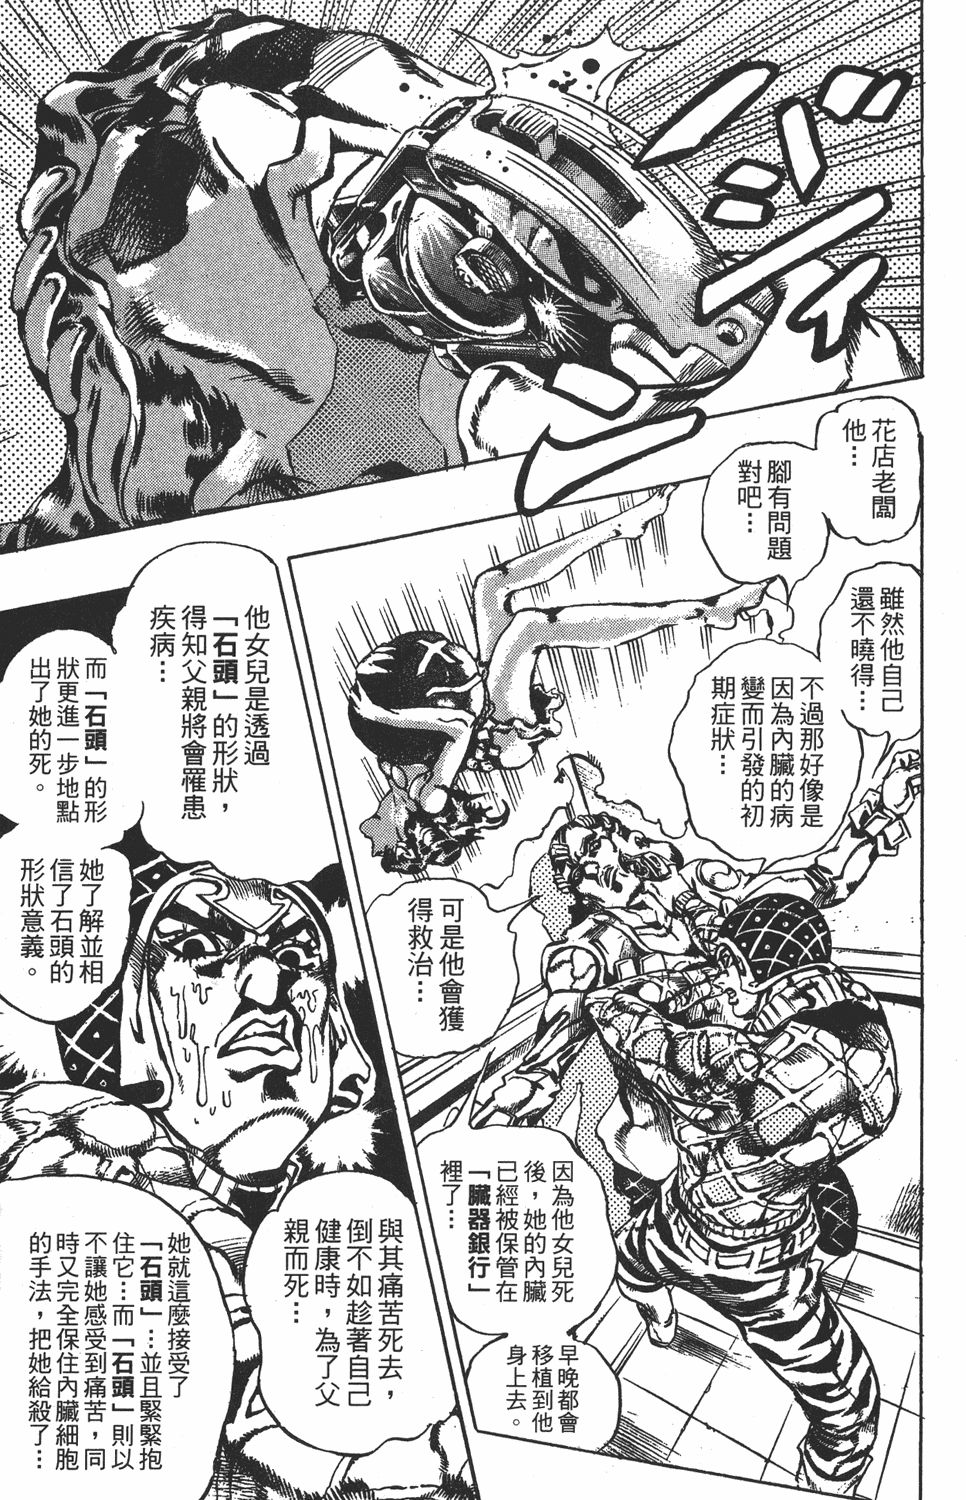 花店老闆
他…
腳有問題
對吧…
雖然他自己
還不曉得…
不過那好像是
因為內臟的病
變而引發的初
期症狀…
可是他會獲
得救治…
因為他女兒死
後，她的內臟
已經被保管在
「臟器銀行」
裡了…
早晚都會
移植到他
身上去。
他女兒是透過
「石頭」的形狀，
得知父親將會罹患
疾病…
而「石頭」的形
狀更進一步地點
出了她的死。
她了解並相
信了石頭的
形狀意義。
與其痛苦死去，
倒不如趁著自己
健康時，為了父
親而死…
她就這麼接受了
「石頭」…並且緊緊抱
住它…而「石頭」則以
不讓她感受到痛苦，同
時又完全保住內臟細胞
的手法，把她給殺了…